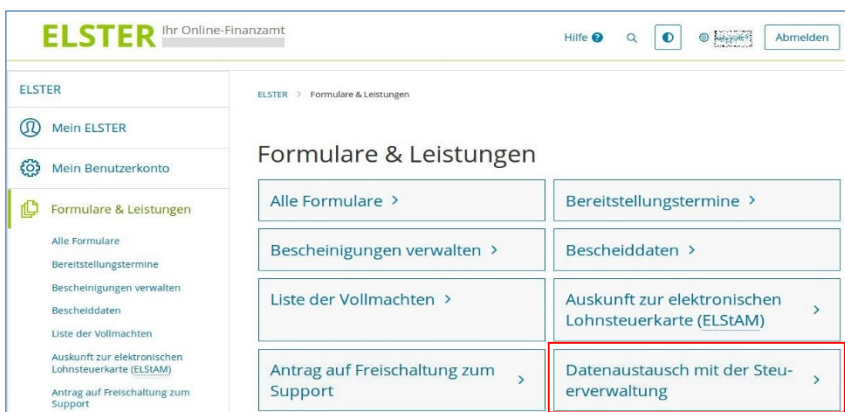 ELSTER Ihr Online-Finanzamt
Hilfe ?
Abmelden
ELSTER
Mein ELSTER
Mein Benutzerkonto
Formulare & Leistungen
Alle Formulare
Bereitstellungstermine
Bescheinigungen verwalten
Bescheiddaten
Liste der Vollmachten
Auskunft zur elektronischen
Lohnsteuerkarte (ELStAM)
Antrag auf Freischaltung zum
Support
ELSTER > Formulare & Leistungen
Formulare & Leistungen
Alle Formulare >
Bereitstellungstermine >
Bescheinigungen verwalten >
Bescheiddaten >
Liste der Vollmachten >
Auskunft zur elektronischen
Lohnsteuerkarte (ELStAM) >
Antrag auf Freischaltung zum
Support >
Datenaustausch mit der Steu-
erverwaltung >